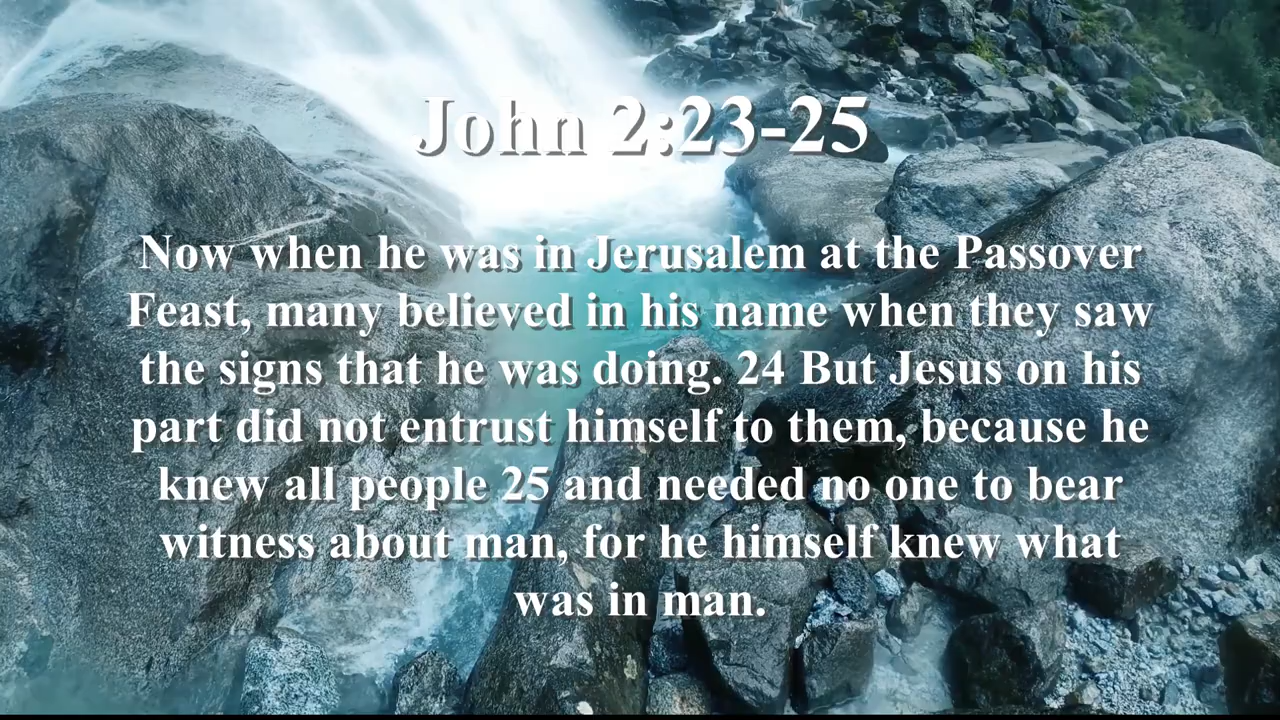 John 2:23-25
Now when he was in Jerusalem at the Passover
Feast, many believed in his name when they saw
the signs that he was doing. 24 But Jesus on his
part did not entrust himself to them, because he
knew all people 25 and needed no one to bear
witness about man, for he himself knew what
was in man.